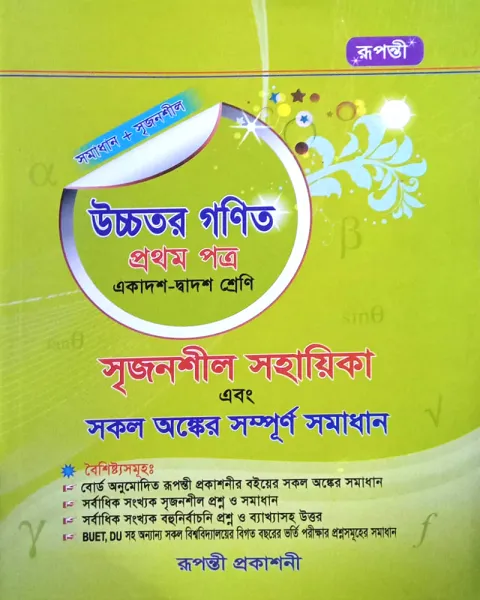 রূপন্তী
সমাধান + সৃজনশীল
উচ্চতর গণিত
প্রথম পত্র
একাদশ-দ্বাদশ শ্রেণি
α
β
sinθ
sinθ
সৃজনশীল সহায়িকা
এবং
সকল অঙ্কের সম্পূর্ণ সমাধান
√
বৈশিষ্ট্যসমূহঃ
বোর্ড অনুমোদিত রূপন্তী প্রকাশনীর বইয়ের সকল অঙ্কের সমাধান
সর্বাধিক সংখ্যক সৃজনশীল প্রশ্ন ও সমাধান
সর্বাধিক সংখ্যক বহুনির্বাচনি প্রশ্ন ও ব্যাখ্যাসহ উত্তর
BUET, DU সহ অন্যান্য সকল বিশ্ববিদ্যালয়ের বিগত বছরের ভর্তি পরীক্ষার প্রশ্নসমূহের সমাধান
γ
f
রূপন্তী প্রকাশনী